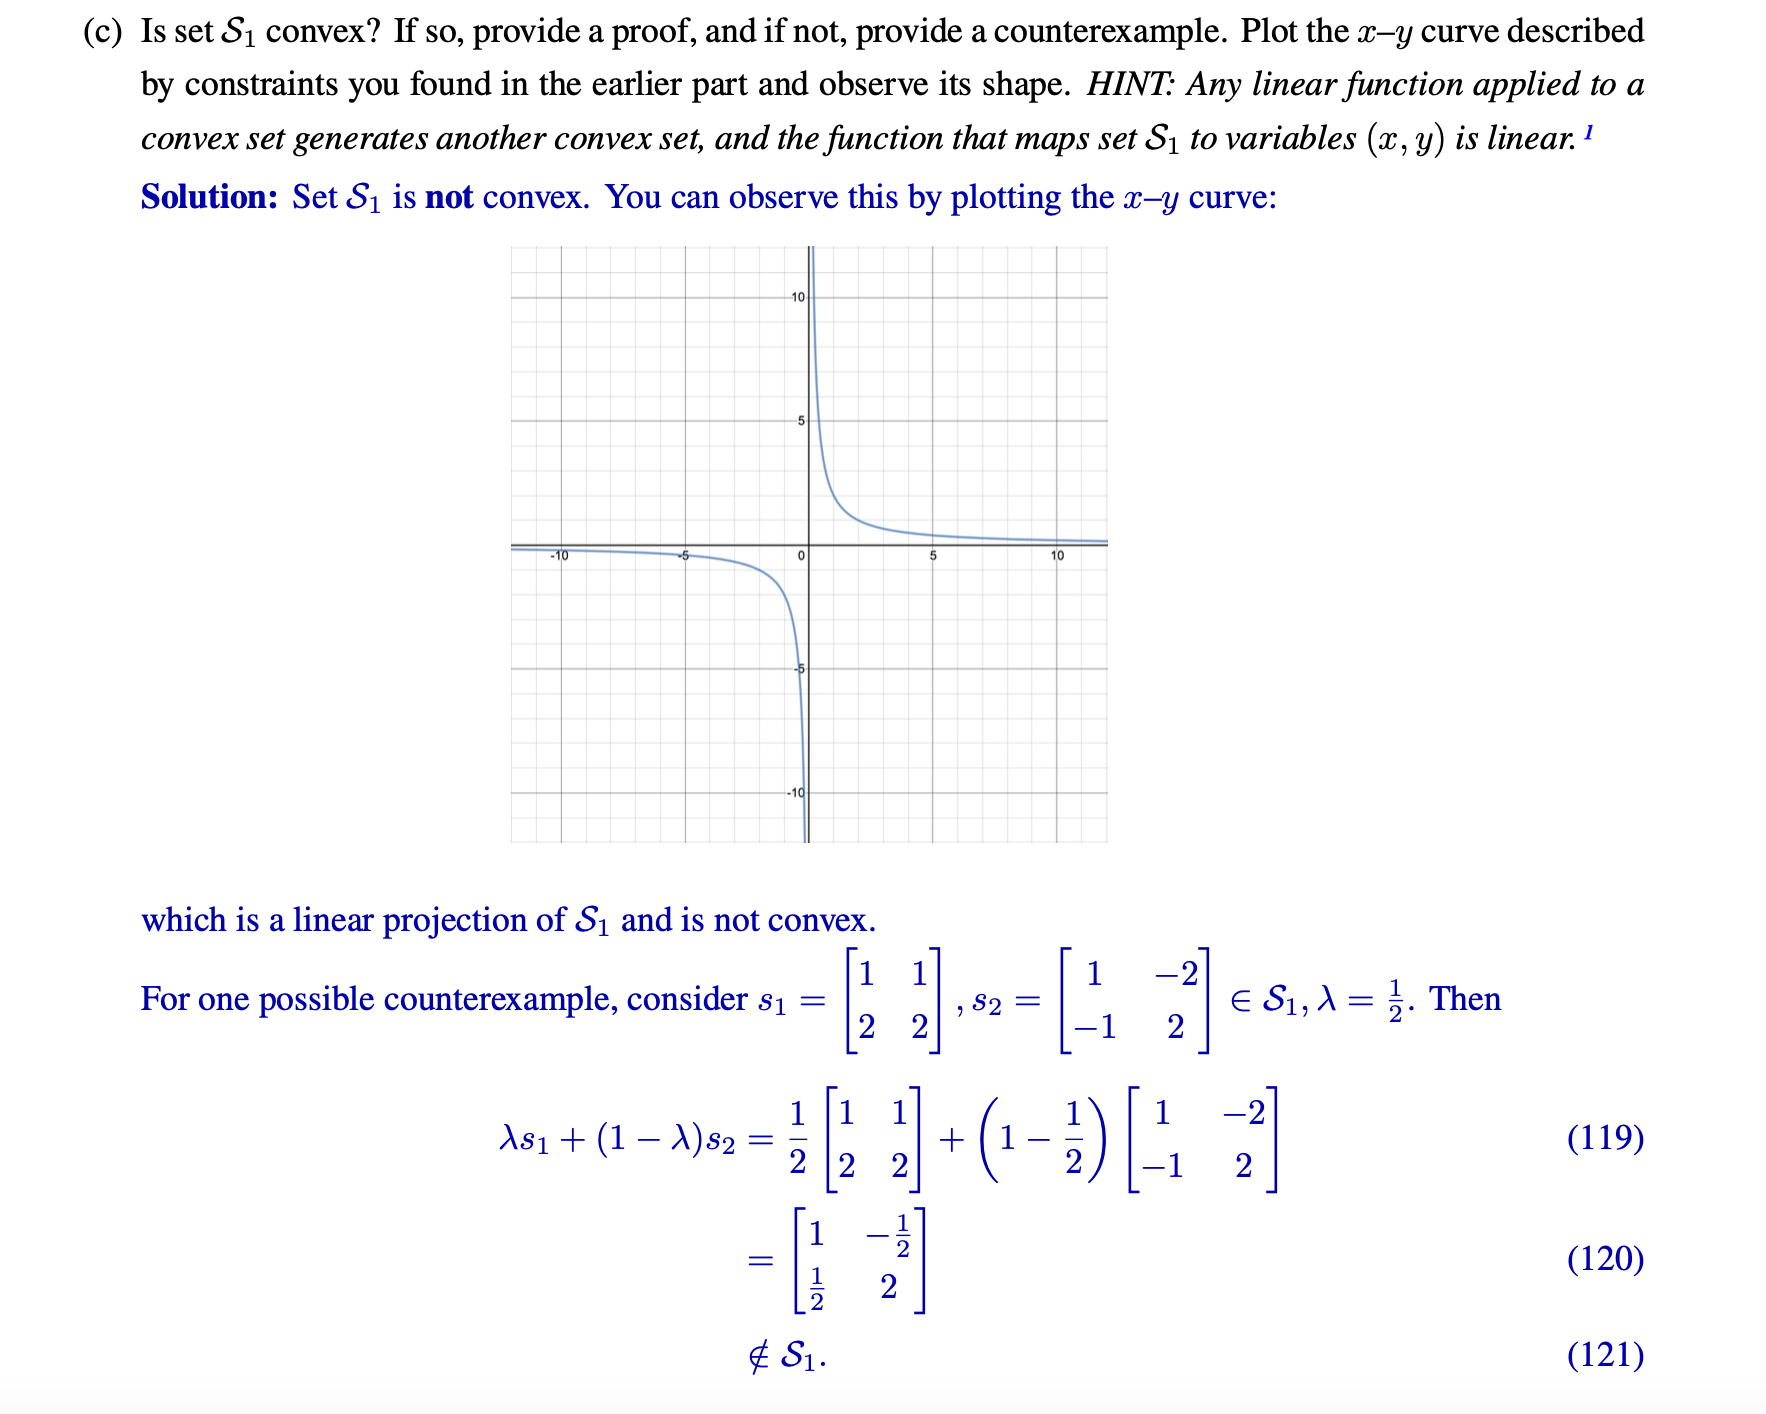 (c) Is set $\mathcal{S}_1$ convex? If so, provide a proof, and if not, provide a counterexample. Plot the $x$–$y$ curve described
by constraints you found in the earlier part and observe its shape. HINT: Any linear function applied to a
convex set generates another convex set, and the function that maps set $\mathcal{S}_1$ to variables $(x, y)$ is linear. $^1$
Solution: Set $\mathcal{S}_1$ is not convex. You can observe this by plotting the $x$–$y$ curve:
10
5
-10 -5 0 5 10
-5
-10
which is a linear projection of $\mathcal{S}_1$ and is not convex.
For one possible counterexample, consider $s_1 = \begin{bmatrix} 1 & 1 \\ 2 & 2 \end{bmatrix}, s_2 = \begin{bmatrix} 1 & -2 \\ -1 & 2 \end{bmatrix} \in \mathcal{S}_1, \lambda = \frac{1}{2}$. Then
$\lambda s_1 + (1 - \lambda) s_2 = \frac{1}{2} \begin{bmatrix} 1 & 1 \\ 2 & 2 \end{bmatrix} + \left(1 - \frac{1}{2}\right) \begin{bmatrix} 1 & -2 \\ -1 & 2 \end{bmatrix}$ (119)
$= \begin{bmatrix} 1 & -\frac{1}{2} \\ \frac{1}{2} & 2 \end{bmatrix}$ (120)
$\notin \mathcal{S}_1.$ (121)